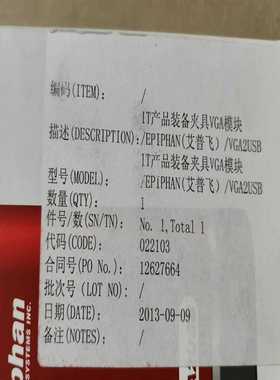 编码(ITEM): /
IT产品装备夹具VGA模块
描述(DESCRIPTION): /EPIPHAN(艾普飞)/VGA2USB
IT产品装备夹具VGA模块
型号(MODEL): /EPiPHAN(艾普飞)/VGA2USB
数量(QTY): 1
件号/数(SN/TN): No. 1,Total 1
代码(CODE): 022103
合同号(PO No.): 12627664
批次号(LOT NO): /
日期(DATE): 2013-09-09
备注(NOTES): /
phan
SYSTEMS INC.